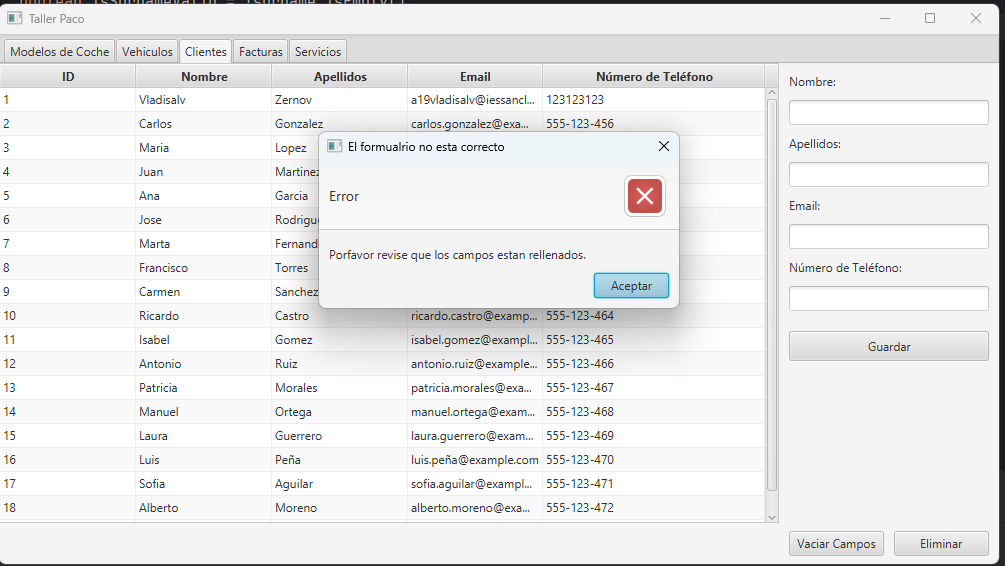 Taller Paco
Modelos de Coche Vehiculos Clientes Facturas Servicios
ID Nombre Apellidos Email Número de Teléfono
1 Vladisalv Zernov a19vladisalv@iessancl... 123123123
2 Carlos Gonzalez carlos.gonzalez@exa... 555-123-456
3 Maria Lopez
4 Juan Martinez
5 Ana Garcia
6 Jose
7 Marta
8 Francisco Torres
9 Carmen Sanchez
10 Ricardo Castro ricardo.castro@examp... 555-123-464
11 Isabel Gomez isabel.gomez@exampl... 555-123-465
12 Antonio Ruiz antonio.ruiz@example... 555-123-466
13 Patricia Morales patricia.morales@exa... 555-123-467
14 Manuel Ortega manuel.ortega@exam... 555-123-468
15 Laura Guerrero laura.guerrero@exam... 555-123-469
16 Luis Peña luis.peña@example.com 555-123-470
17 Sofia Aguilar sofia.aguilar@exampl... 555-123-471
18 Alberto Moreno alberto.moreno@exa... 555-123-472
El formualrio no esta correcto
Error
Porfavor revise que los campos estan rellenados.
Aceptar
Nombre:
Apellidos:
Email:
Número de Teléfono:
Guardar
Vaciar Campos Eliminar